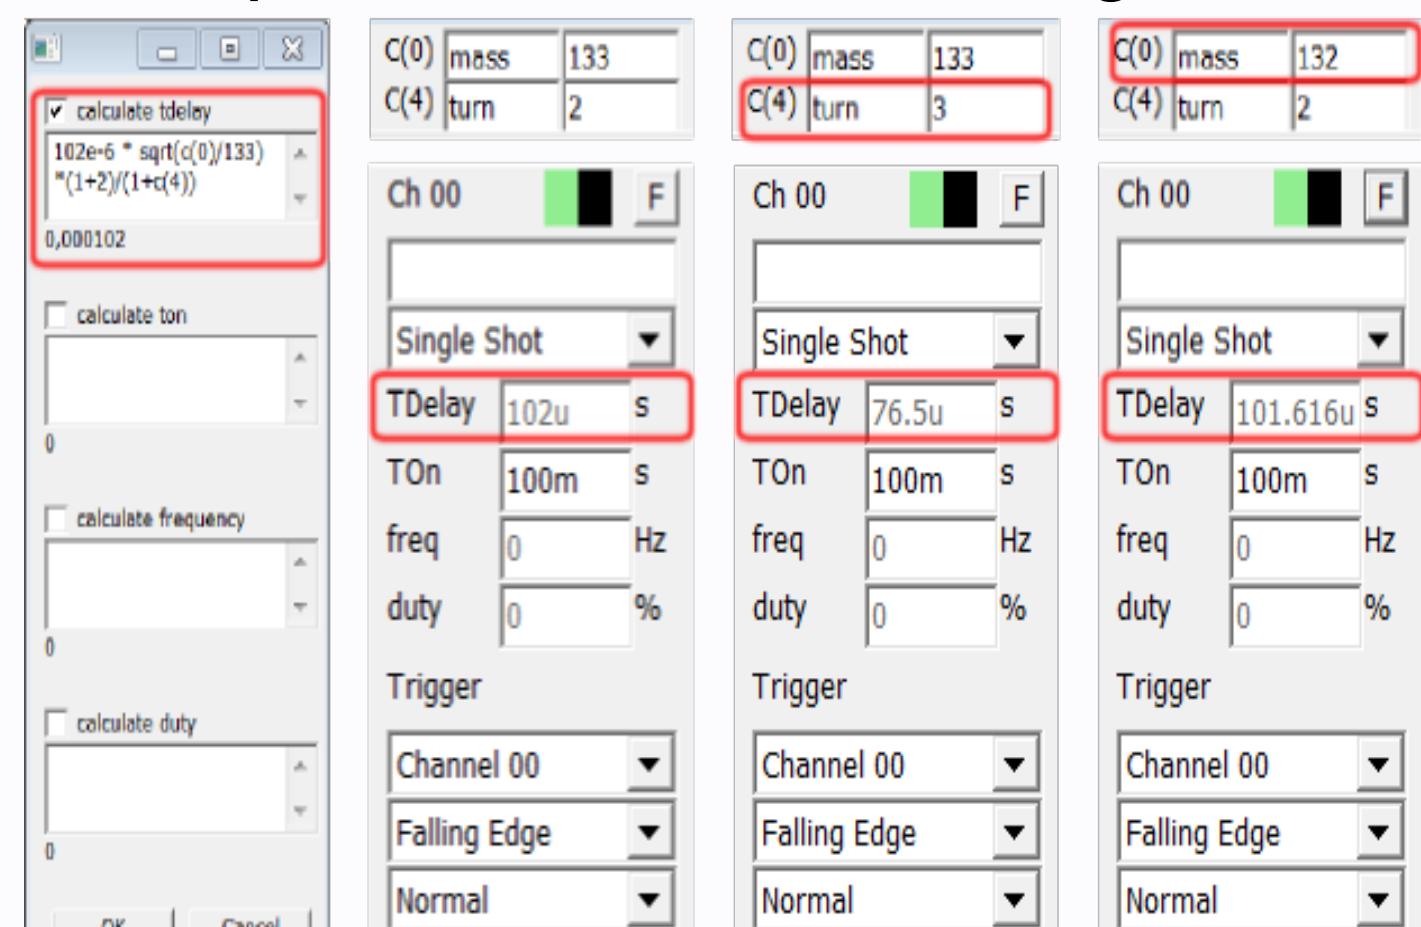 calculate tdelay
102e-6 * sqrt(c(0)/133)
*(1+2)/(1+c(4))
0,000102
calculate ton
0
calculate frequency
0
calculate duty
0
OK Cancel
C(0) mass 133
C(4) turn 2
Ch 00 F
Single Shot
TDelay 102u s
TOn 100m s
freq 0 Hz
duty 0 %
Trigger
Channel 00
Falling Edge
Normal
C(0) mass 133
C(4) turn 3
Ch 00 F
Single Shot
TDelay 76.5u s
TOn 100m s
freq 0 Hz
duty 0 %
Trigger
Channel 00
Falling Edge
Normal
C(0) mass 132
C(4) turn 2
Ch 00 F
Single Shot
TDelay 101.616u s
TOn 100m s
freq 0 Hz
duty 0 %
Trigger
Channel 00
Falling Edge
Normal